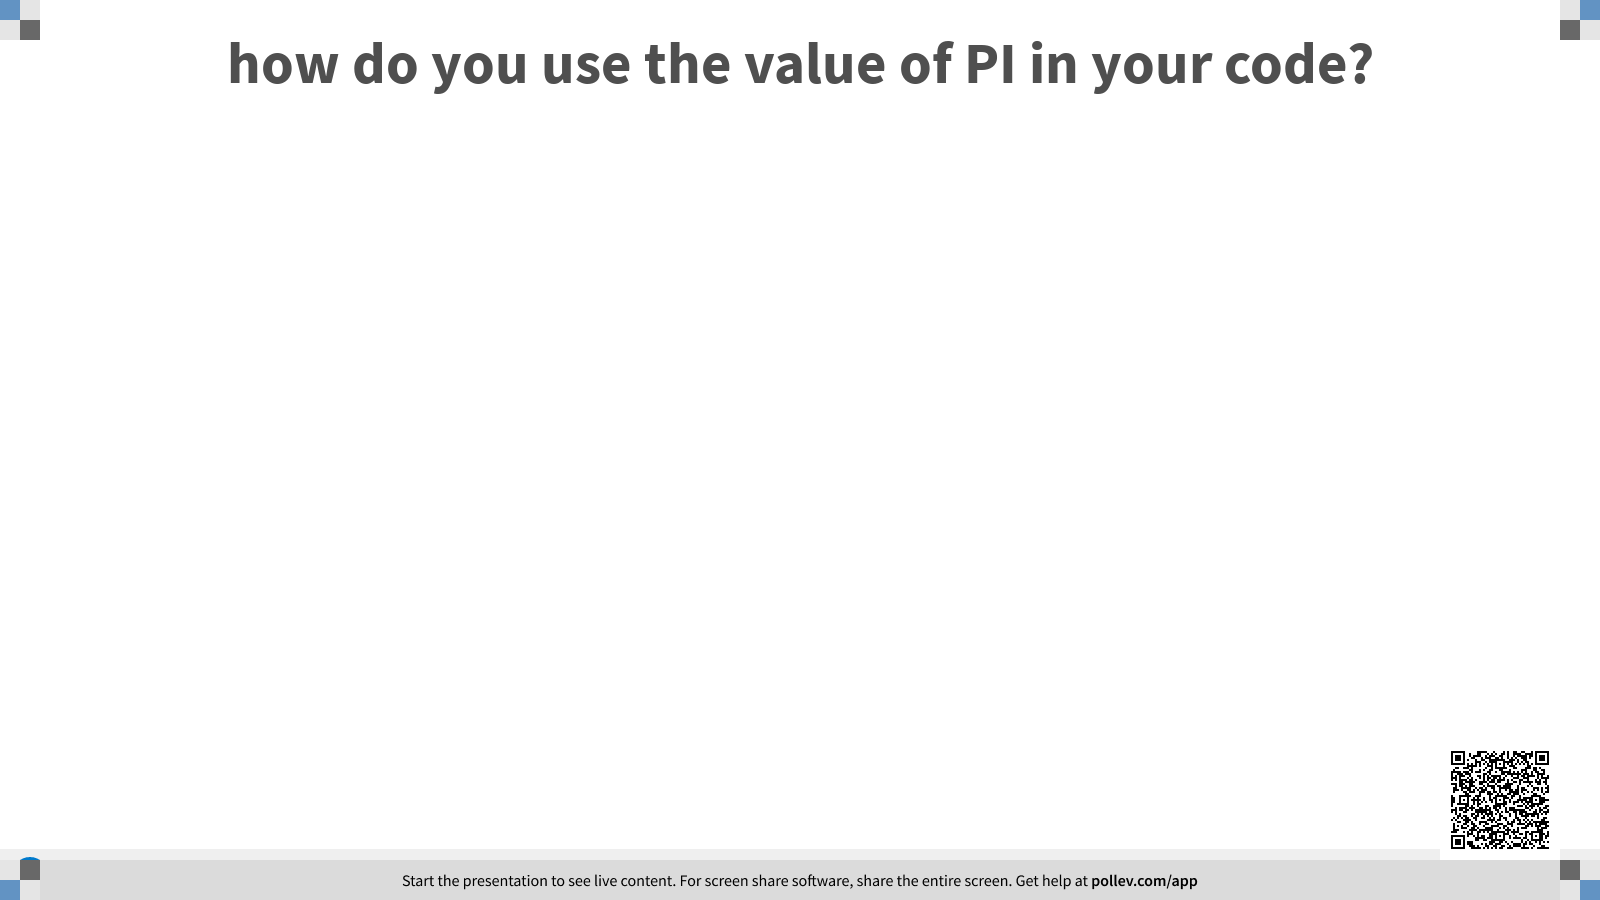 how do you use the value of PI in your code?
Start the presentation to see live content. For screen share software, share the entire screen. Get help at pollev.com/app